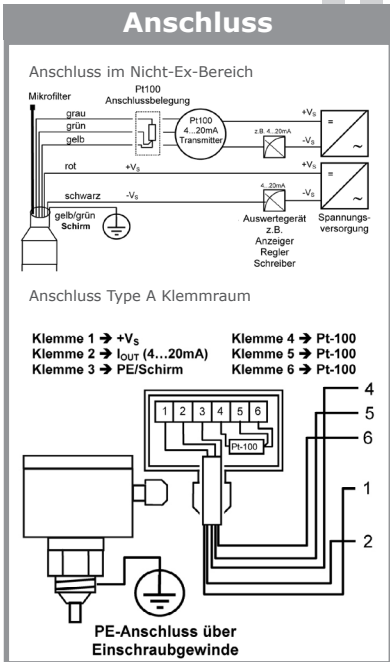 Anschluss
Anschluss im Nicht-Ex-Bereich
Mikrofilter
Pt100
Anschlussbelegung
grau
grün
gelb
Pt100
4...20mA
Transmitter
z.B. 4...20mA
+Vs
-Vs
=
~
rot
+Vs
+Vs
schwarz
-Vs
4...20mA
-Vs
=
~
gelb/grün
Schirm
Auswertegerät
z.B.
Anzeiger
Regler
Schreiber
Spannungs-
versorgung
Anschluss Type A Klemmraum
Klemme 1 ➔ +Vs
Klemme 2 ➔ IOUT (4...20mA)
Klemme 3 ➔ PE/Schirm
Klemme 4 ➔ Pt-100
Klemme 5 ➔ Pt-100
Klemme 6 ➔ Pt-100
1 2 3 4 5 6
Pt-100
4
5
6
1
2
PE-Anschluss über
Einschraubgewinde